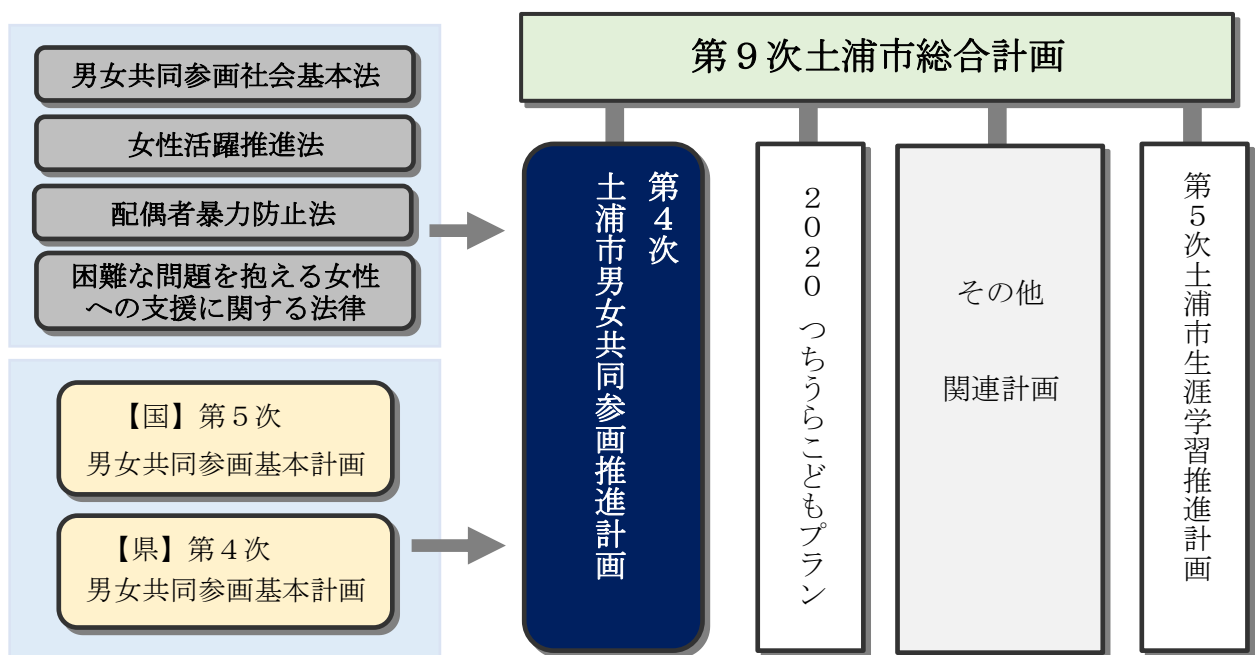 男女共同参画社会基本法
女性活躍推進法
配偶者暴力防止法
困難な問題を抱える女性
への支援に関する法律
【国】第５次
男女共同参画基本計画
【県】第４次
男女共同参画基本計画
第９次土浦市総合計画
第４次
土浦市男女共同参画推進計画
２０２０ つちうらこどもプラン
その他
関連計画
第５次土浦市生涯学習推進計画